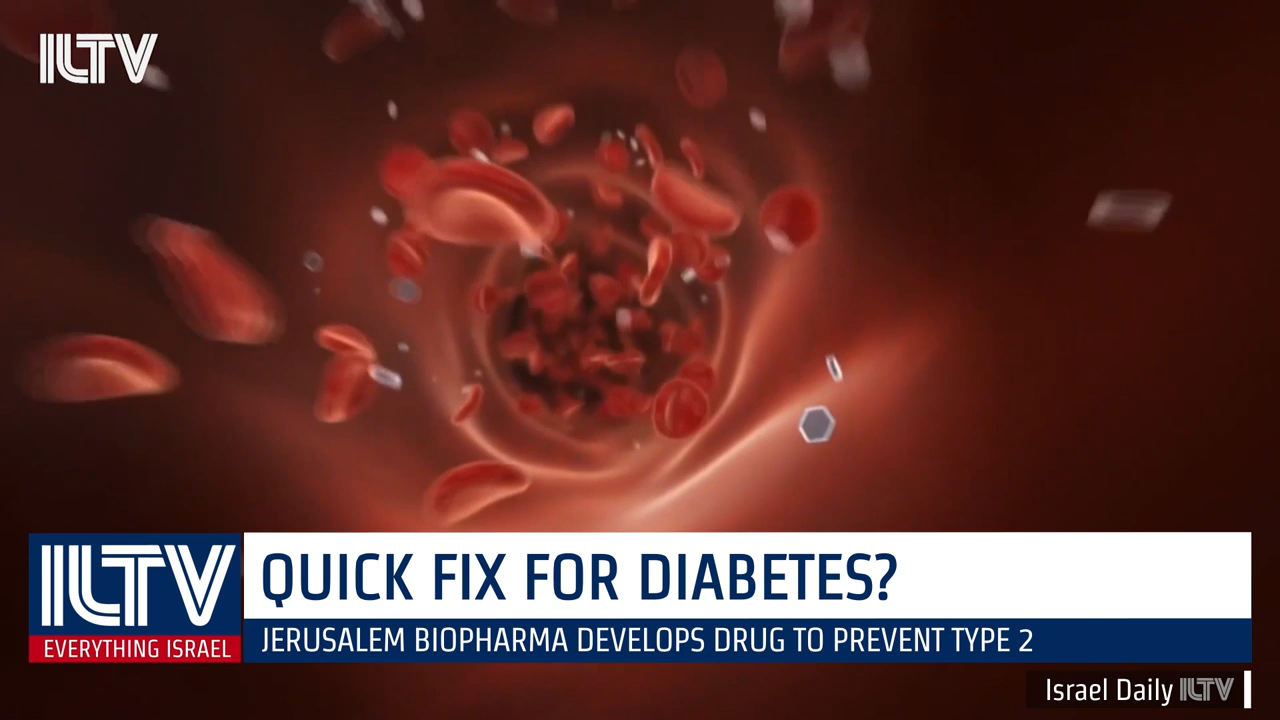 ILTV
ILTV
EVERYTHING ISRAEL
QUICK FIX FOR DIABETES?
JERUSALEM BIOPHARMA DEVELOPS DRUG TO PREVENT TYPE 2
Israel Daily ILTV